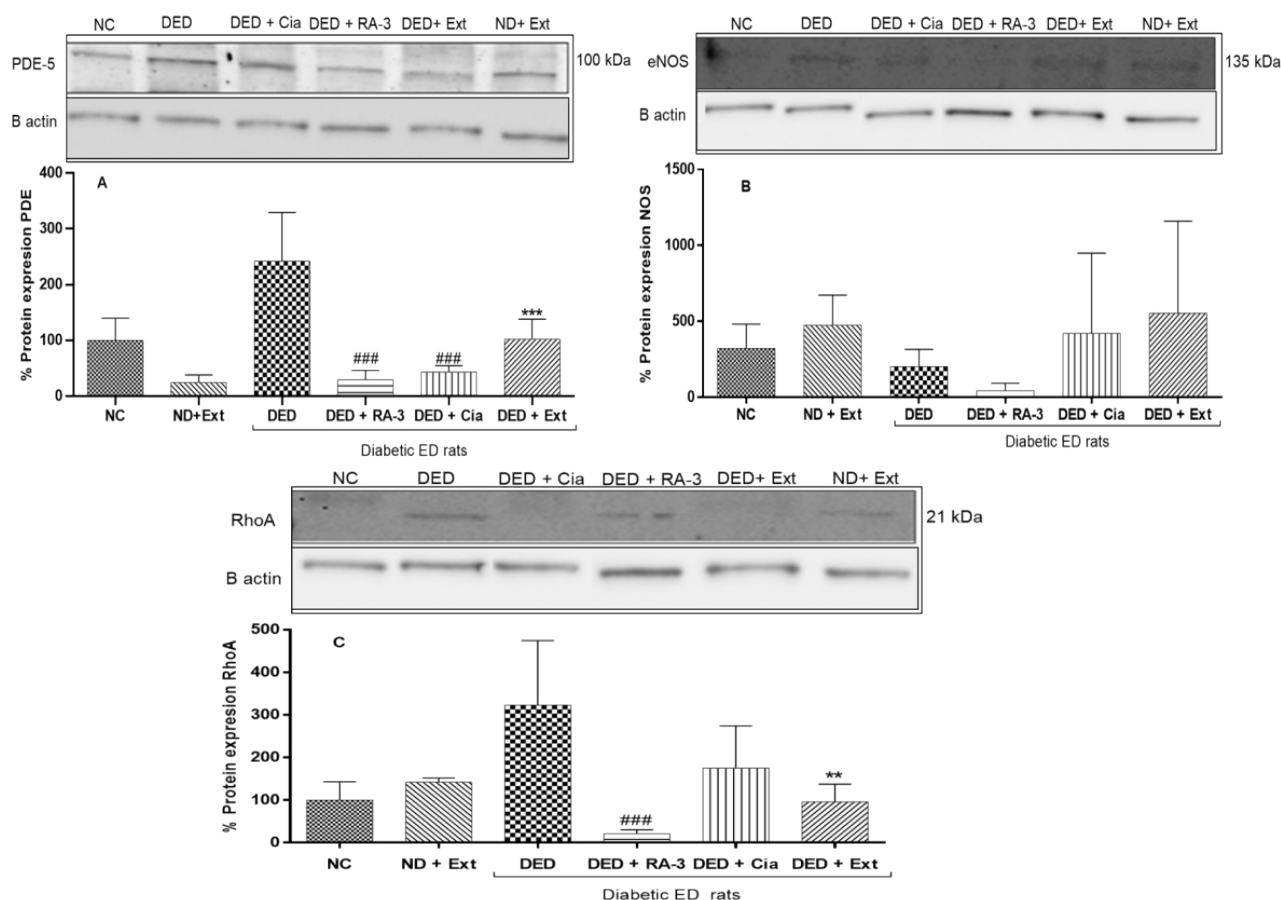 NC DED DED + Cia DED + RA-3 DED+ Ext ND+ Ext
PDE-5 100 kDa
B actin
A
% Protein expresion PDE
400
300
200
100
0
***
### ###
NC ND+Ext DED DED + RA-3 DED + Cia DED + Ext
Diabetic ED rats
NC DED DED + Cia DED + RA-3 DED + Ext ND+ Ext
eNOS 135 kDa
B actin
B
% Protein expresion NOS
1500
1000
500
0
NC ND + Ext DED DED + RA-3 DED + Cia DED + Ext
Diabetic ED rats
NC DED DED + Cia DED + RA-3 DED+ Ext ND+ Ext
RhoA 21 kDa
B actin
C
% Protein expresion RhoA
500
400
300
200
100
0
**
###
NC ND + Ext DED DED + RA-3 DED + Cia DED + Ext
Diabetic ED rats